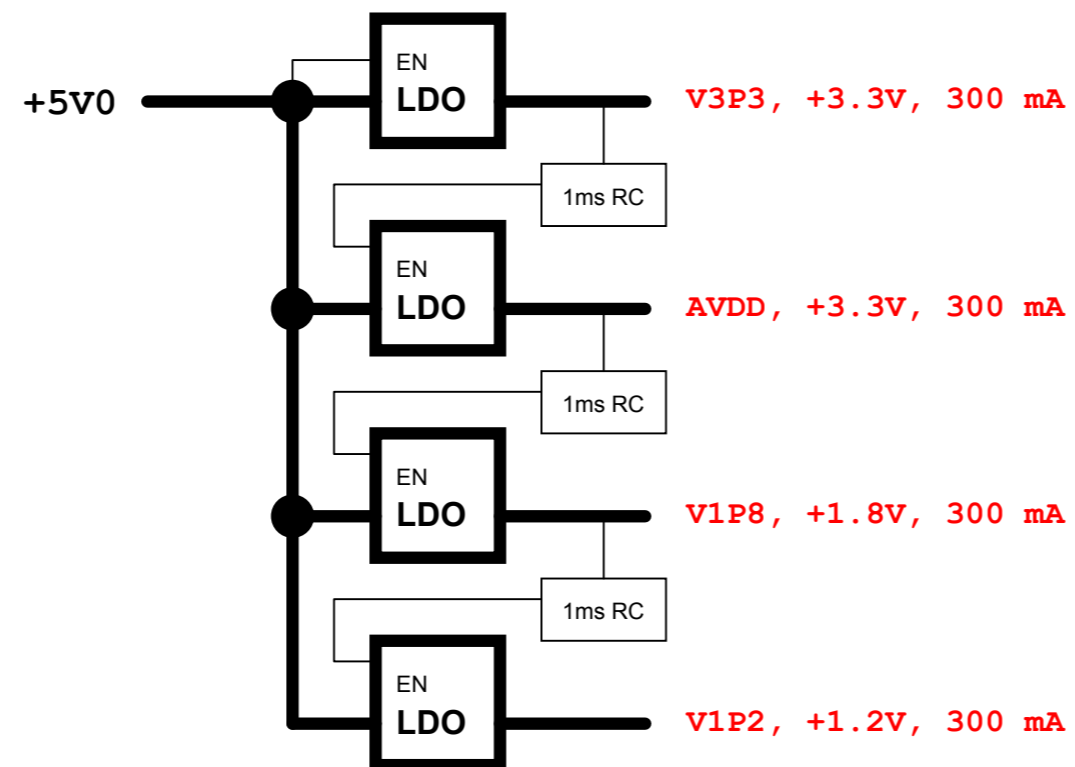 EN
+5V0 LDO V3P3, +3.3V, 300 mA
1ms RC
EN
LDO AVDD, +3.3V, 300 mA
1ms RC
EN
LDO V1P8, +1.8V, 300 mA
1ms RC
EN
LDO V1P2, +1.2V, 300 mA